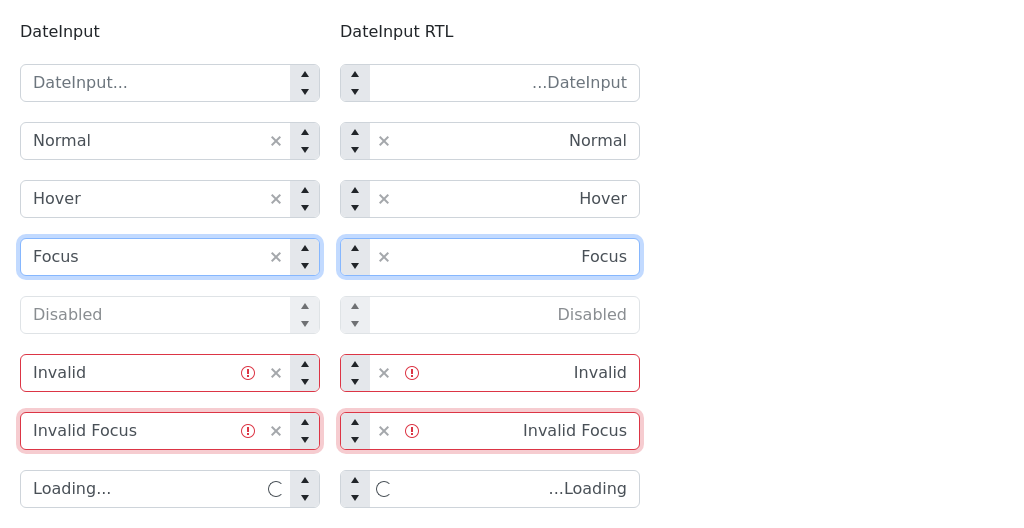 DateInput
DateInput RTL
DateInput...
...DateInput
Normal
Normal
Hover
Hover
Focus
Focus
Disabled
Disabled
Invalid
Invalid
Invalid Focus
Invalid Focus
Loading...
...Loading